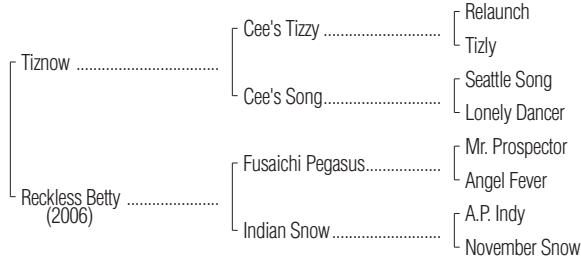 Relaunch
Cee's Tizzy ........................
Tizly
Tiznow .............................
Seattle Song
Cee's Song........................
Lonely Dancer
Mr. Prospector
Fusaichi Pegasus...............
Angel Fever
Reckless Betty ...................
(2006)
A.P. Indy
Indian Snow ......................
November Snow